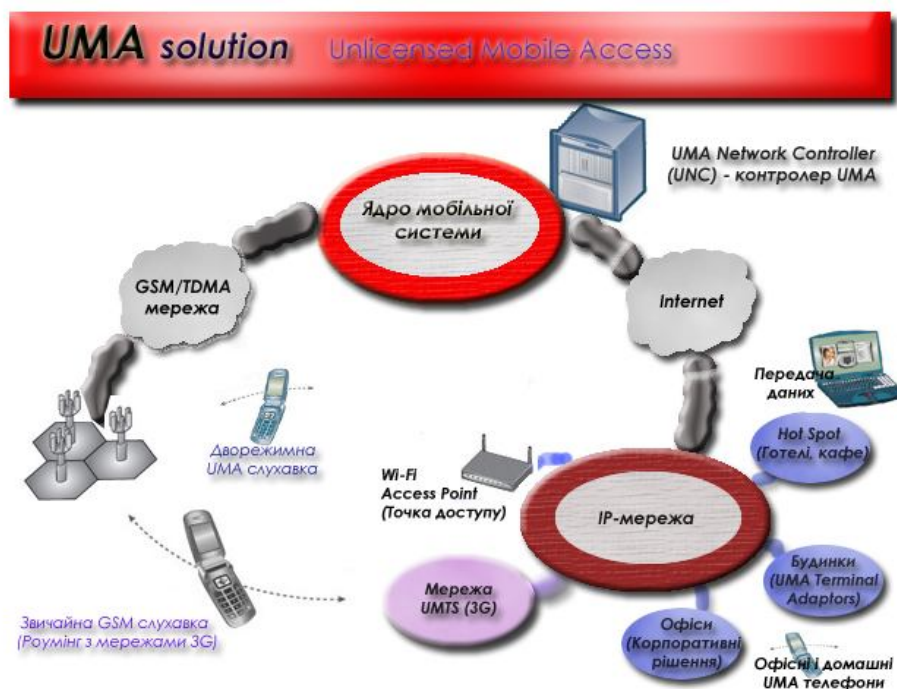 UMA solution Unlicensed Mobile Access
UMA Network Controller
(UNC) - контролер UMA
Ядро мобільної
системи
GSM/TDMA
мережа
Internet
Передача
даних
Дворежимна
UMA слухавка
Hot Spot
(Готелі, кафе)
Wi-Fi
Access Point
(Точка доступу)
IP-мережа
Мережа
UMTS (3G)
Будинки
(UMA Terminal
Adaptors)
Звичайна GSM слухавка
(Роумінг з мережами 3G)
Офіси
(Корпоративні
рішення)
Офісні і домашні
UMA телефони